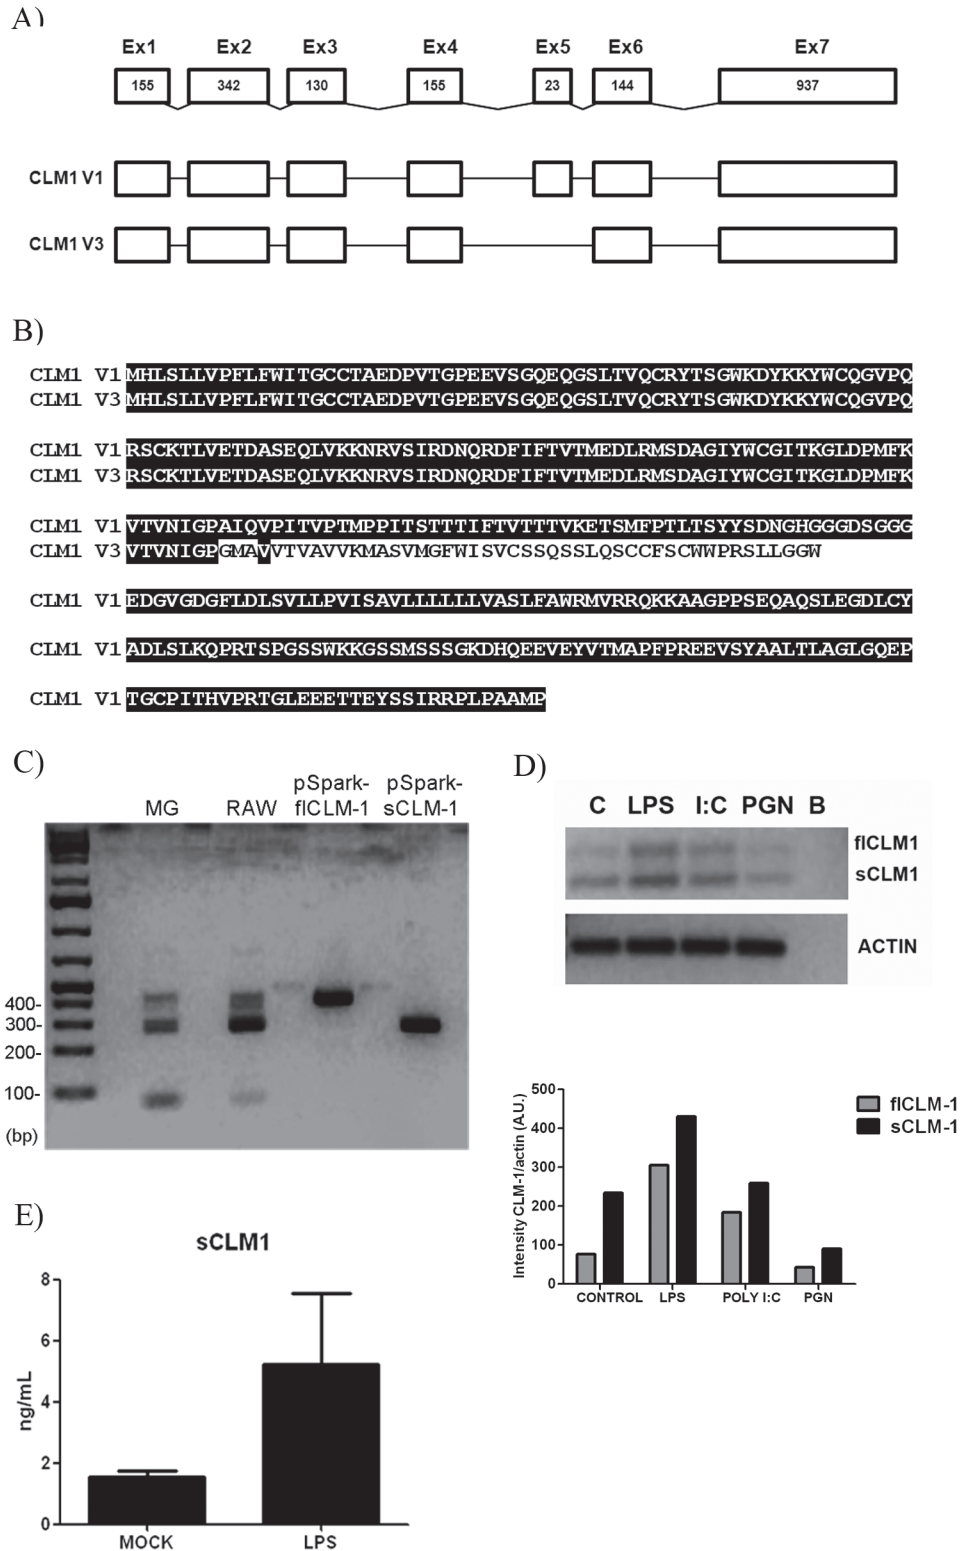 A)
Ex1 Ex2 Ex3 Ex4 Ex5 Ex6 Ex7
155 342 130 155 23 144 937
CLM1 V1
CLM1 V3
B)
CLM1 V1 MHLSLLVPFLFWITGCCTAEDPVTGPEEVSGQEQGSLTVQCRYTSGWKDYKKYWCQGVPQ
CLM1 V3 MHLSLLVPFLFWITGCCTAEDPVTGPEEVSGQEQGSLTVQCRYTSGWKDYKKYWCQGVPQ
CLM1 V1 RSCKTLVETDASEQLVKKNRVSIRDNQRDFIFTVTMEDLRMSDAGIYWCGITKGLDPMFK
CLM1 V3 RSCKTLVETDASEQLVKKNRVSIRDNQRDFIFTVTMEDLRMSDAGIYWCGITKGLDPMFK
CLM1 V1 VTVNIGPAIQVPITVPTMPPITSTTTIFTVTTTVKETSMFPTLTSYYSDNGHGGGDSGGG
CLM1 V3 VTVNIGPGMAVVTVAVVKMASVMGFWISVCSSQSSLQSCCFSCWWPRSLLGGW
CLM1 V1 EDGVGDGFLDLSVLLPVISAVLLLLLLVASLFAWRMVRRQKKAAGPPSEQAQSLEGDLCY
CLM1 V1 ADLSLKQPRTSPGSSWKKGSSMSSSGKDHQEEVEYVTMAPFPREEVSYAALTLAGLGQEP
CLM1 V1 TGCPITHVPRTGLEEETTEYSSIRRPLPAAMP
C)
MG RAW pSpark-flCLM-1 pSpark-sCLM-1
400-
300-
200-
100-
(bp)
D)
C LPS I:C PGN B
flCLM1
sCLM1
ACTIN
Intensity CLM-1/actin (A.U.)
500
400
300
200
100
0
CONTROL LPS POLY I:C PGN
flCLM-1
sCLM-1
E)
sCLM1
ng/mL
8
6
4
2
0
MOCK LPS